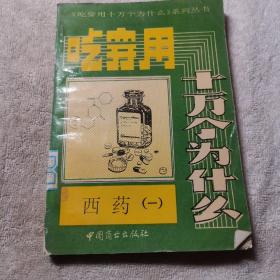 《吃穿用十万个为什么》系列丛书
吃穿用
十万个为什么
西药(一)
中国商业出版社